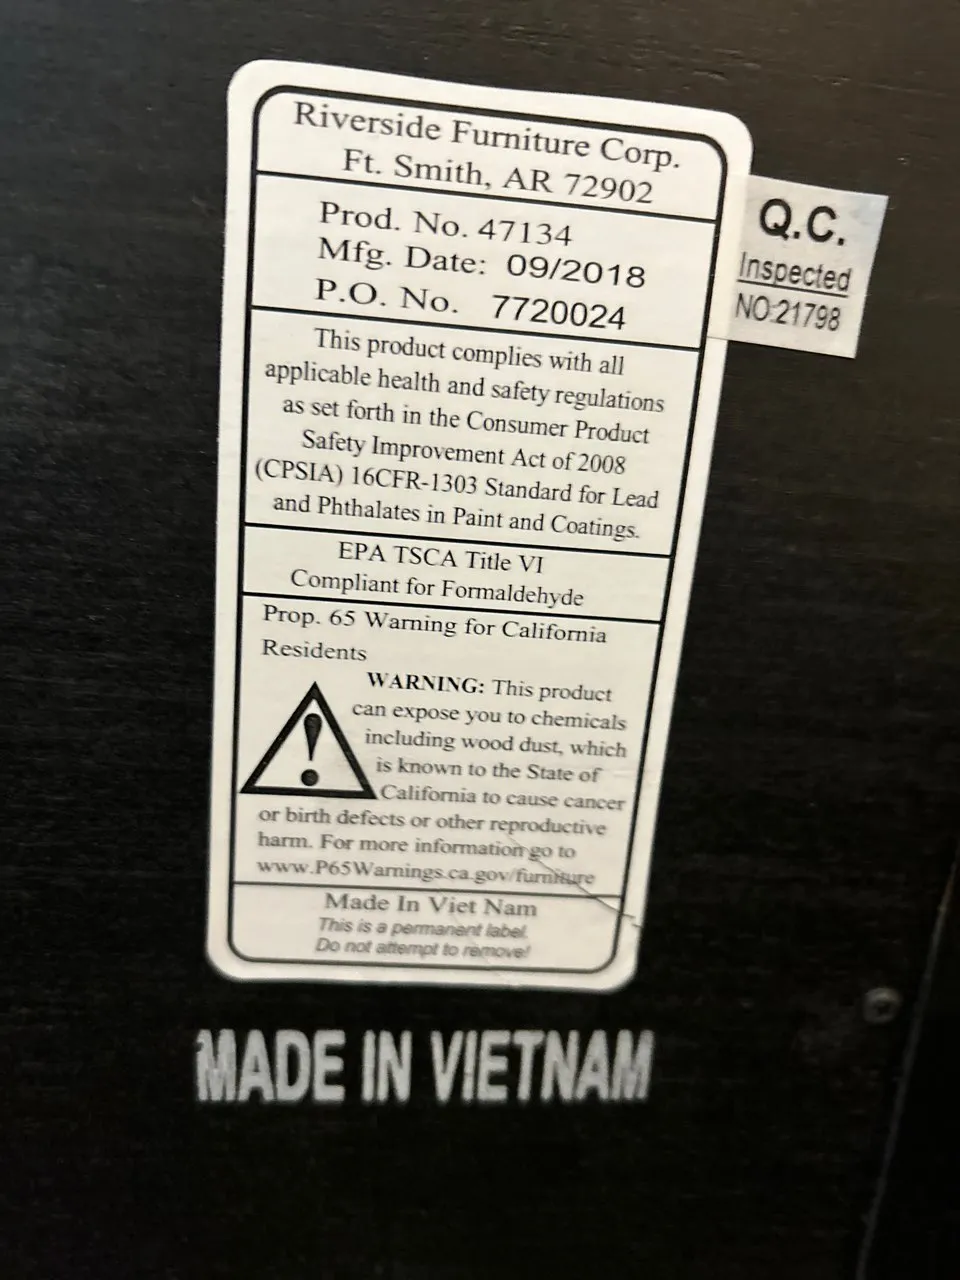 Riverside Furniture Corp.
Ft. Smith, AR 72902
Prod. No. 47134
Mfg. Date: 09/2018
P.O. No. 7720024
Q.C.
Inspected
NO:21798
This product complies with all
applicable health and safety regulations
as set forth in the Consumer Product
Safety Improvement Act of 2008
(CPSIA) 16CFR-1303 Standard for Lead
and Phthalates in Paint and Coatings.
EPA TSCA Title VI
Compliant for Formaldehyde
Prop. 65 Warning for California
Residents
WARNING: This product
can expose you to chemicals
including wood dust, which
is known to the State of
California to cause cancer
or birth defects or other reproductive
harm. For more information go to
www.P65Warnings.ca.gov/furniture
Made In Viet Nam
This is a permanent label.
Do not attempt to remove!
MADE IN VIETNAM